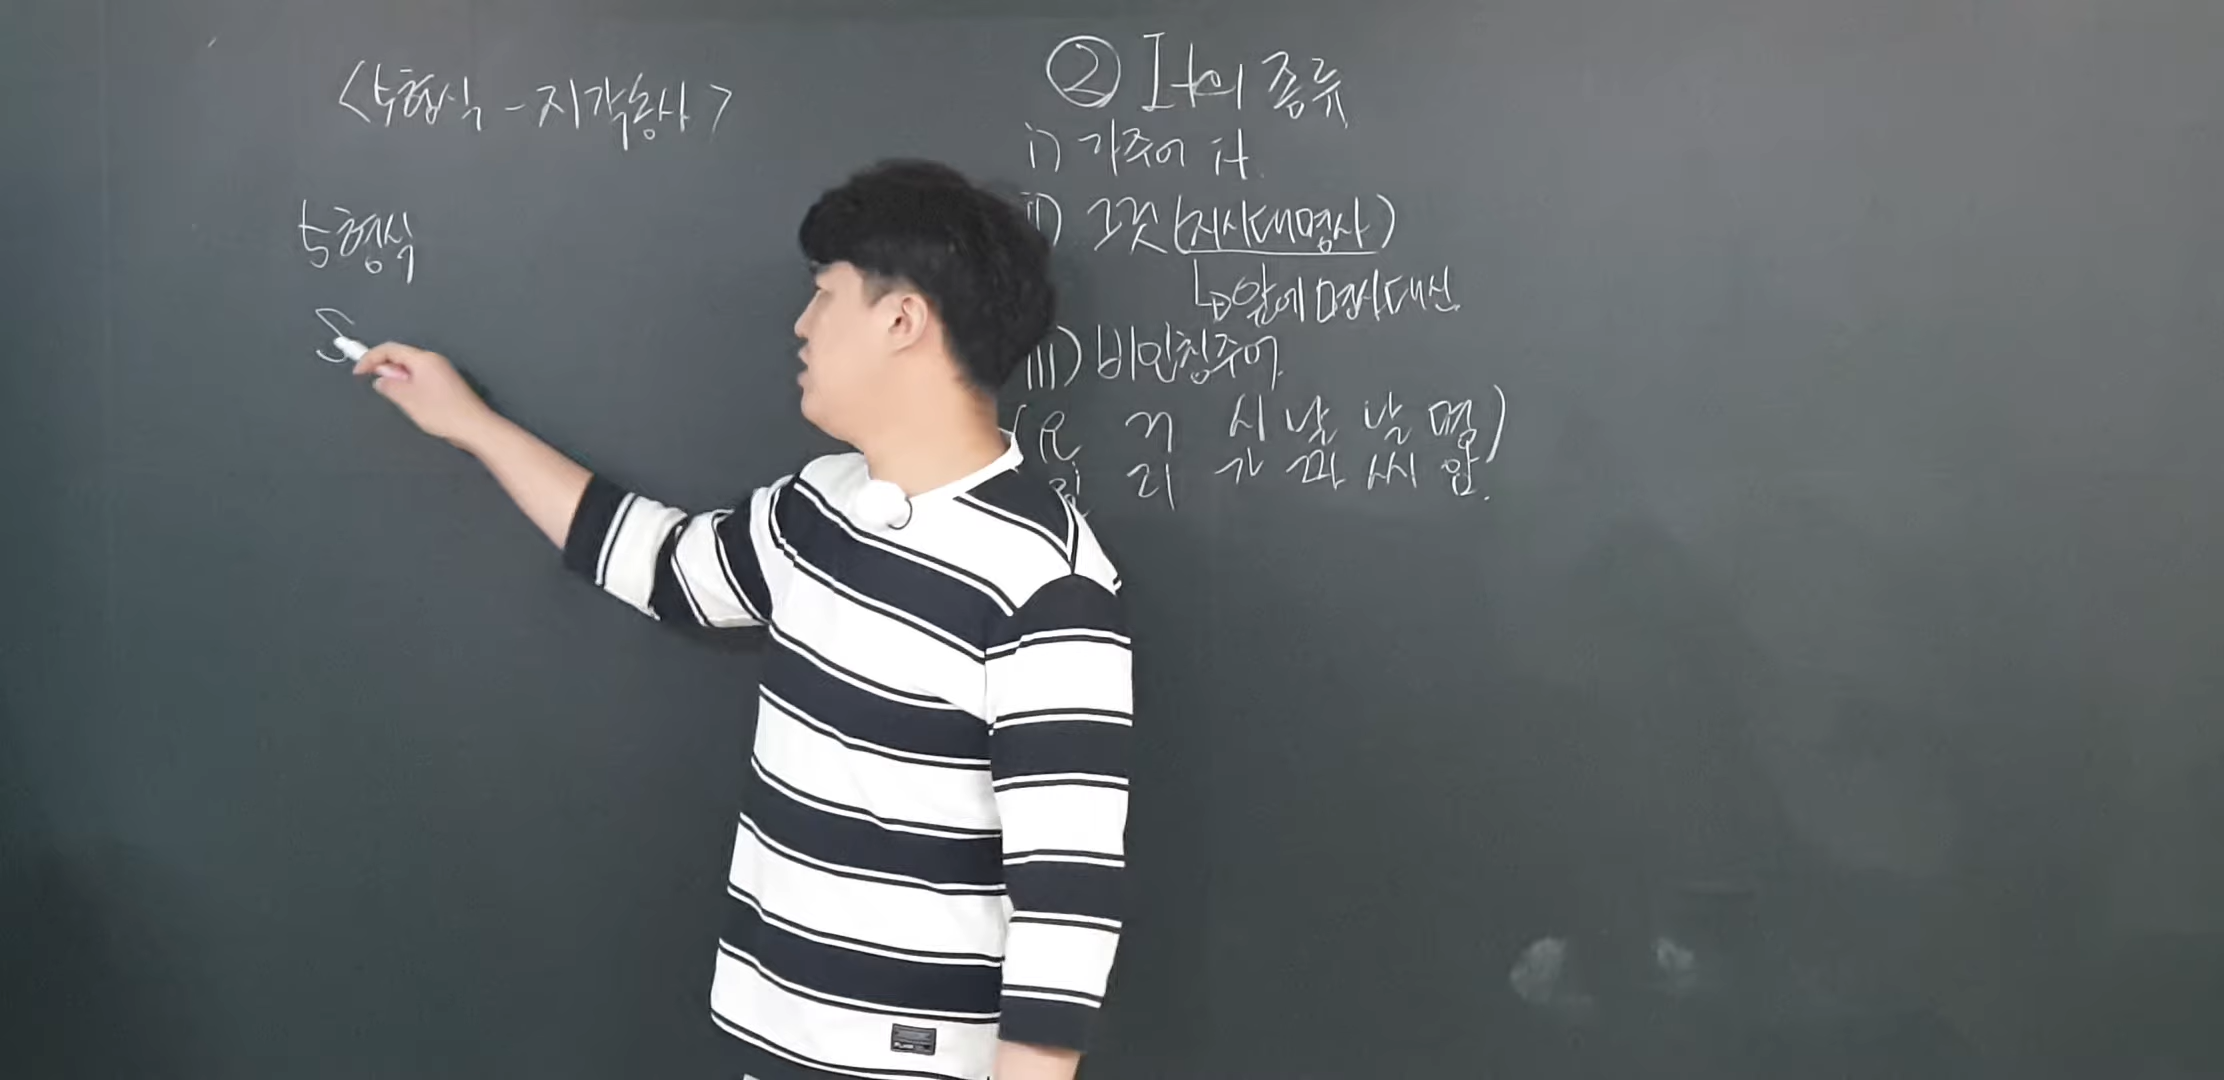 <5형식 - 지각동사>
5형식
S
② It의 종류
i) 가주어 it.
ii) 그것 (지시대명사)
↳ 앞에 명사 대신
iii) 비인칭주어
(요 거 시 날 날 명)
일 리 간 짜 씨 암.